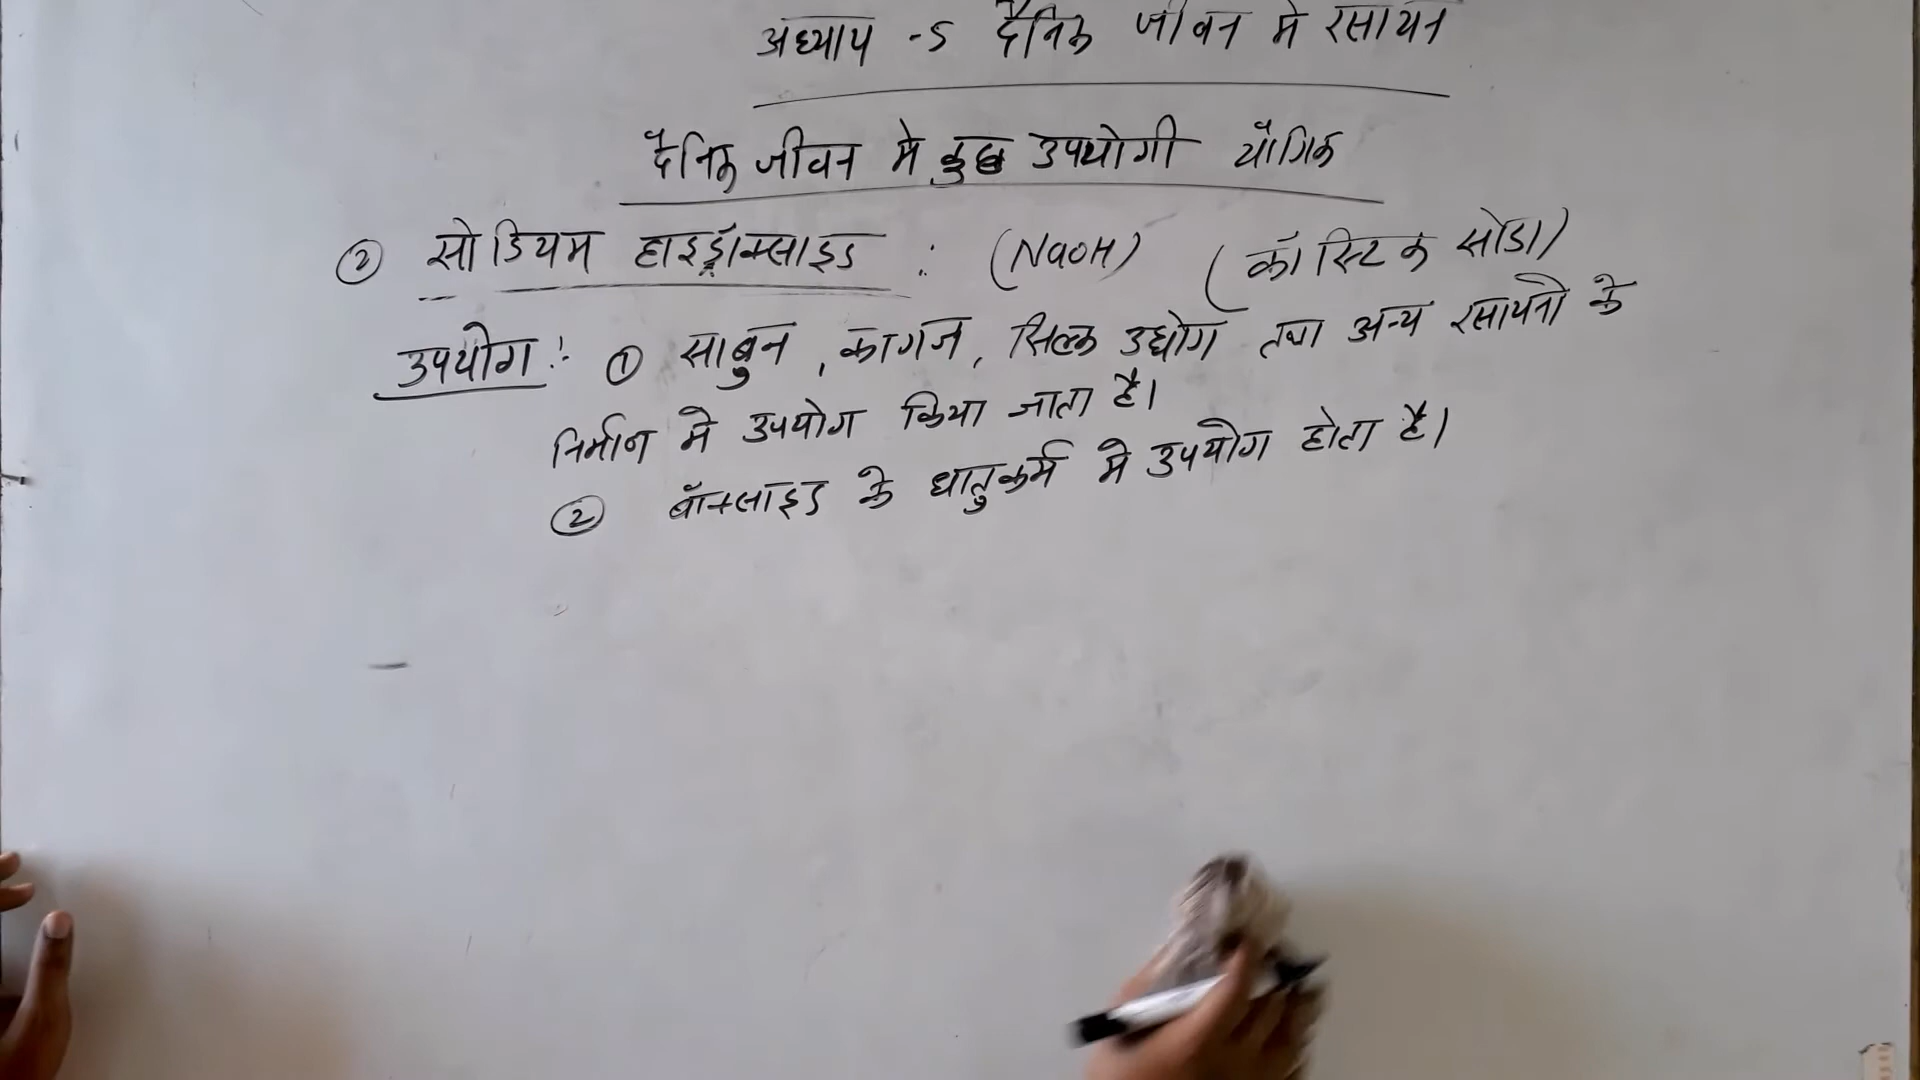 अध्याय -5 दैनिक जीवन मे रसायन
दैनिक जीवन मे कुछ उपयोगी यौगिक
② सोडियम हाइड्रॉक्साइड : (NaOH) (कॉस्टिक सोडा)
उपयोग :- ① साबुन, कागज, सिल्क उद्योग तथा अन्य रसायनो के
निर्माण मे उपयोग किया जाता है।
② बॉक्साइड के धातुकर्म मे उपयोग होता है।